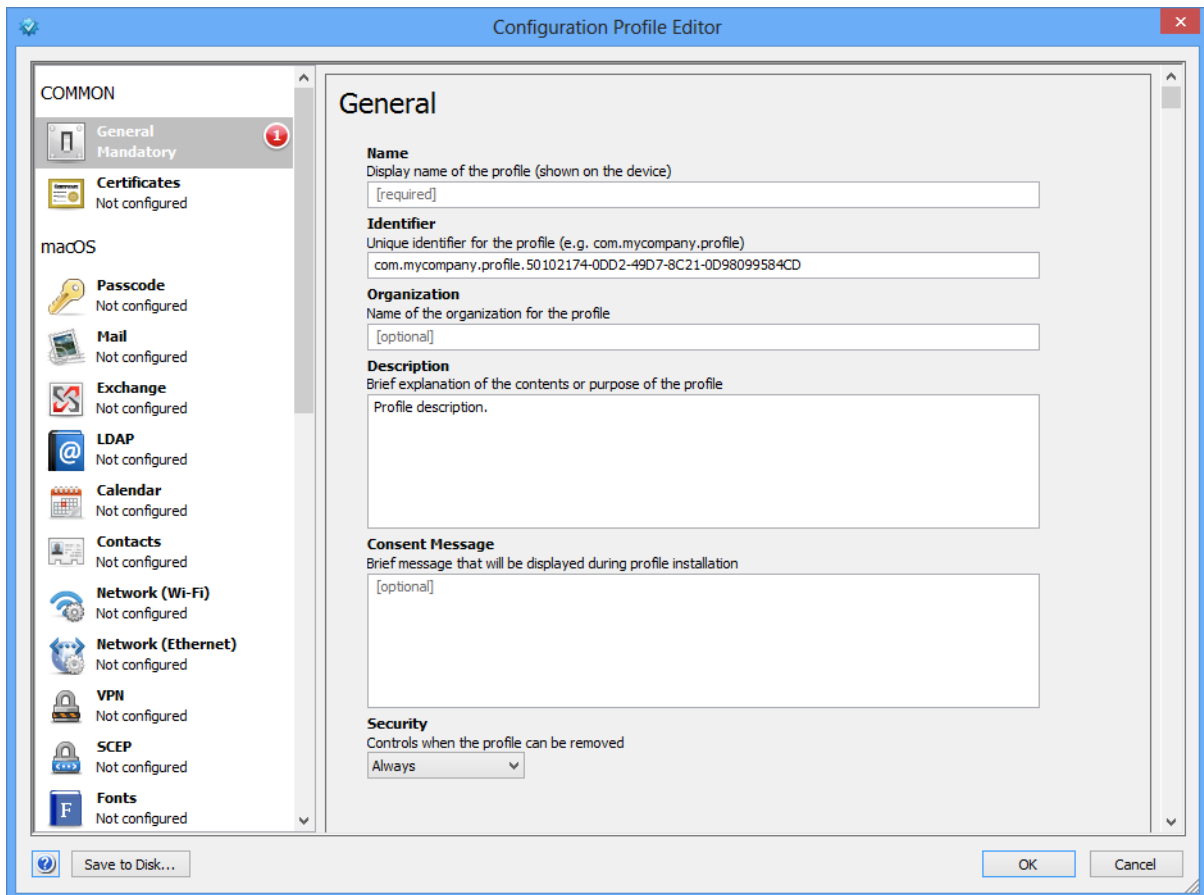 Configuration Profile Editor
COMMON
General
Mandatory
1
Certificates
Not configured
macOS
Passcode
Not configured
Mail
Not configured
Exchange
Not configured
LDAP
Not configured
Calendar
Not configured
Contacts
Not configured
Network (Wi-Fi)
Not configured
Network (Ethernet)
Not configured
VPN
Not configured
SCEP
Not configured
Fonts
Not configured
General
Name
Display name of the profile (shown on the device)
[required]
Identifier
Unique identifier for the profile (e.g. com.mycompany.profile)
com.mycompany.profile.50102174-0DD2-49D7-8C21-0D98099584CD
Organization
Name of the organization for the profile
[optional]
Description
Brief explanation of the contents or purpose of the profile
Profile description.
Consent Message
Brief message that will be displayed during profile installation
[optional]
Security
Controls when the profile can be removed
Always
Save to Disk...
OK
Cancel